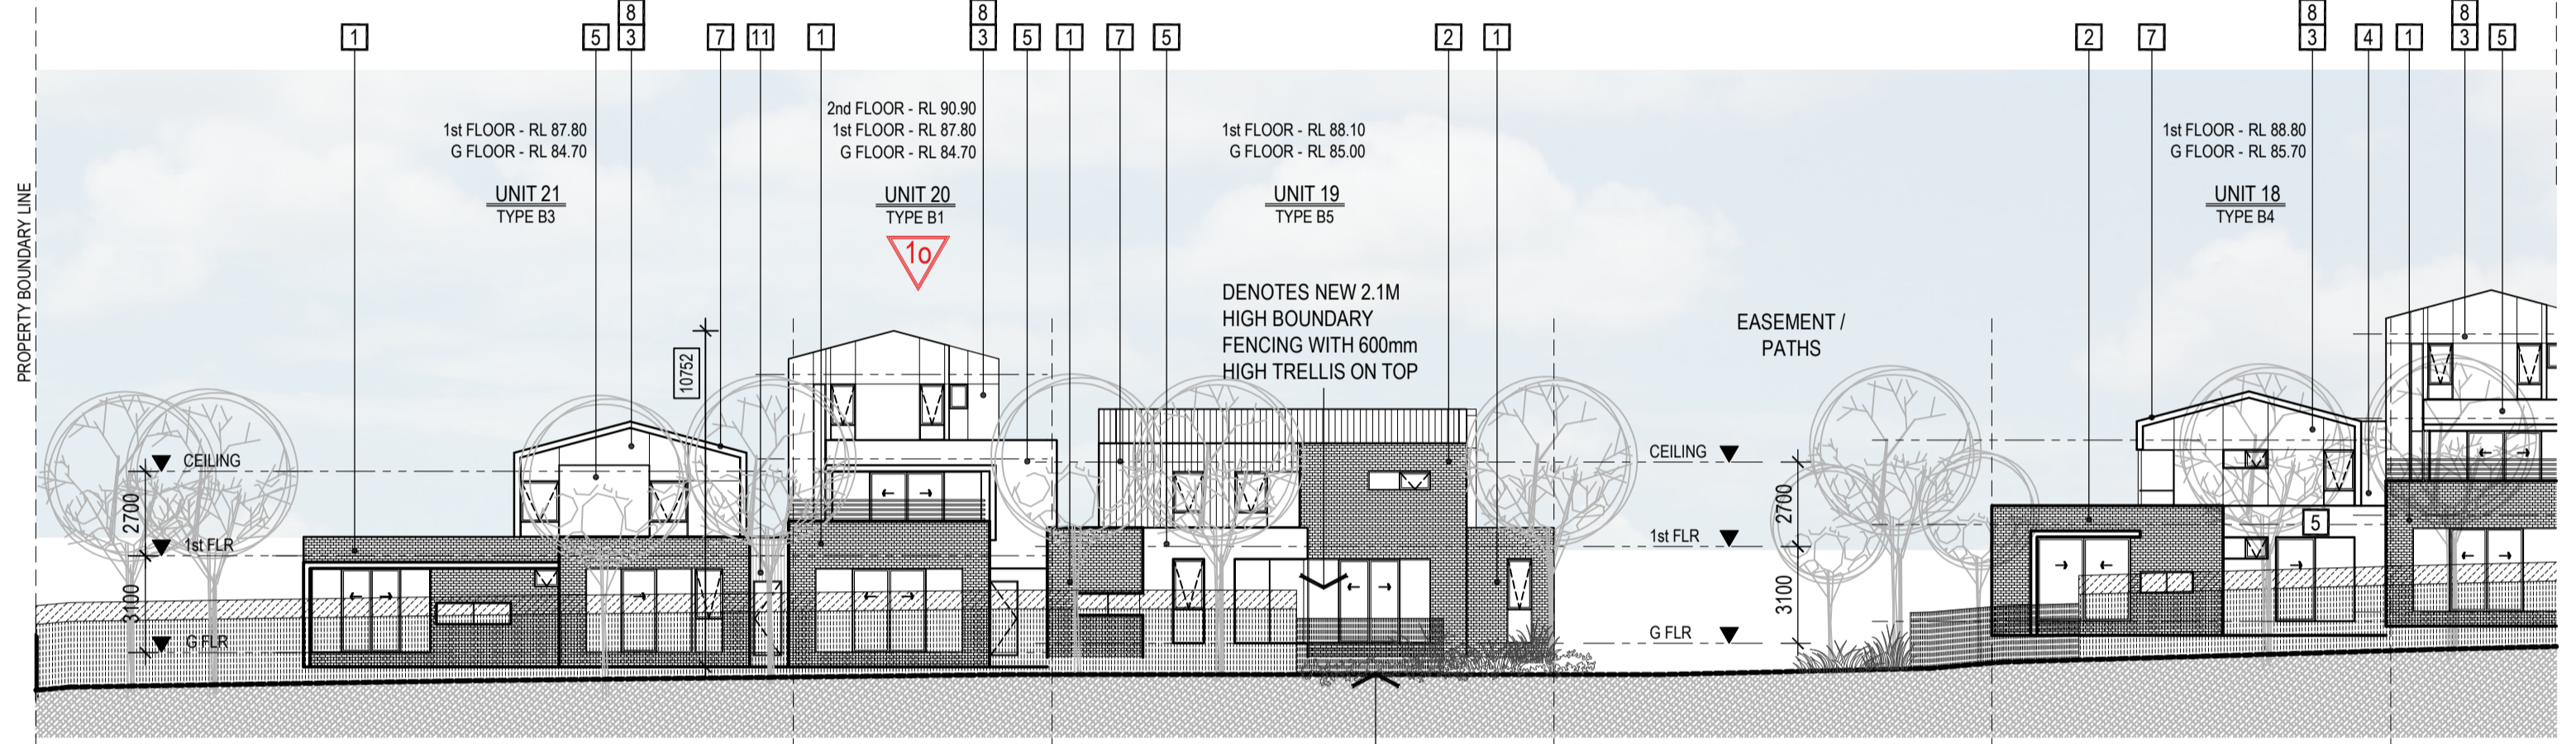 8
8
8
8
1
5
3
7
11
1
3
5
1
7
5
2
1
2
7
3
4
1
3
5
2nd FLOOR - RL 90.90
1st FLOOR - RL 87.80
G FLOOR - RL 84.70
1st FLOOR - RL 87.80
G FLOOR - RL 84.70
1st FLOOR - RL 88.10
G FLOOR - RL 85.00
1st FLOOR - RL 88.80
G FLOOR - RL 85.70
UNIT 21
TYPE B3
UNIT 20
TYPE B1
UNIT 19
TYPE B5
UNIT 18
TYPE B4
1o
PROPERTY BOUNDARY LINE
DENOTES NEW 2.1M
HIGH BOUNDARY
FENCING WITH 600mm
HIGH TRELLIS ON TOP
EASEMENT /
PATHS
10752
CEILING
2700
1st FLR
3100
G FLR
CEILING
2700
1st FLR
3100
G FLR
5